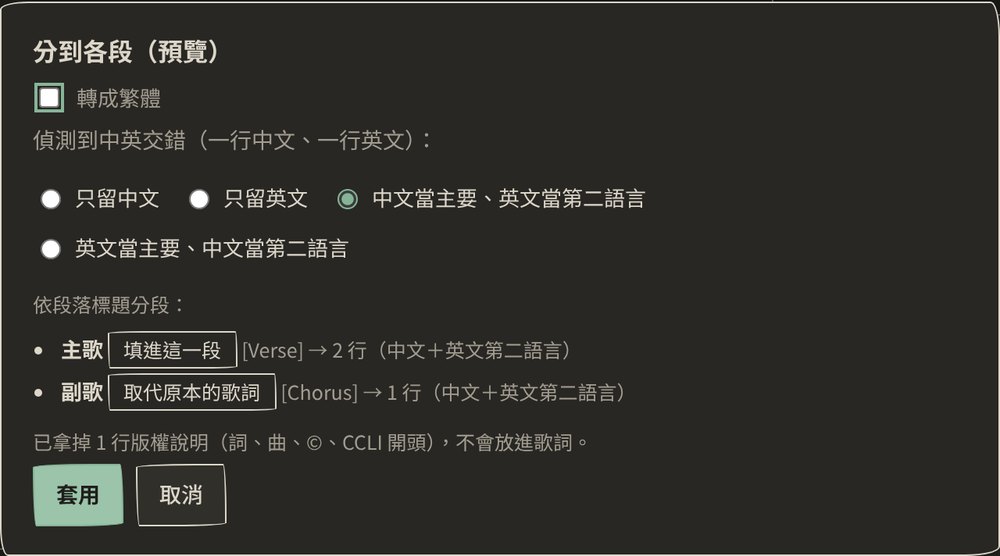 分到各段（預覽）
轉成繁體
偵測到中英交錯（一行中文、一行英文）：
只留中文 只留英文 中文當主要、英文當第二語言
英文當主要、中文當第二語言
依段落標題分段：
• 主歌 填進這一段 [Verse] → 2 行（中文＋英文第二語言）
• 副歌 取代原本的歌詞 [Chorus] → 1 行（中文＋英文第二語言）
已拿掉 1 行版權說明（詞、曲、©、CCLI 開頭），不會放進歌詞。
套用 取消